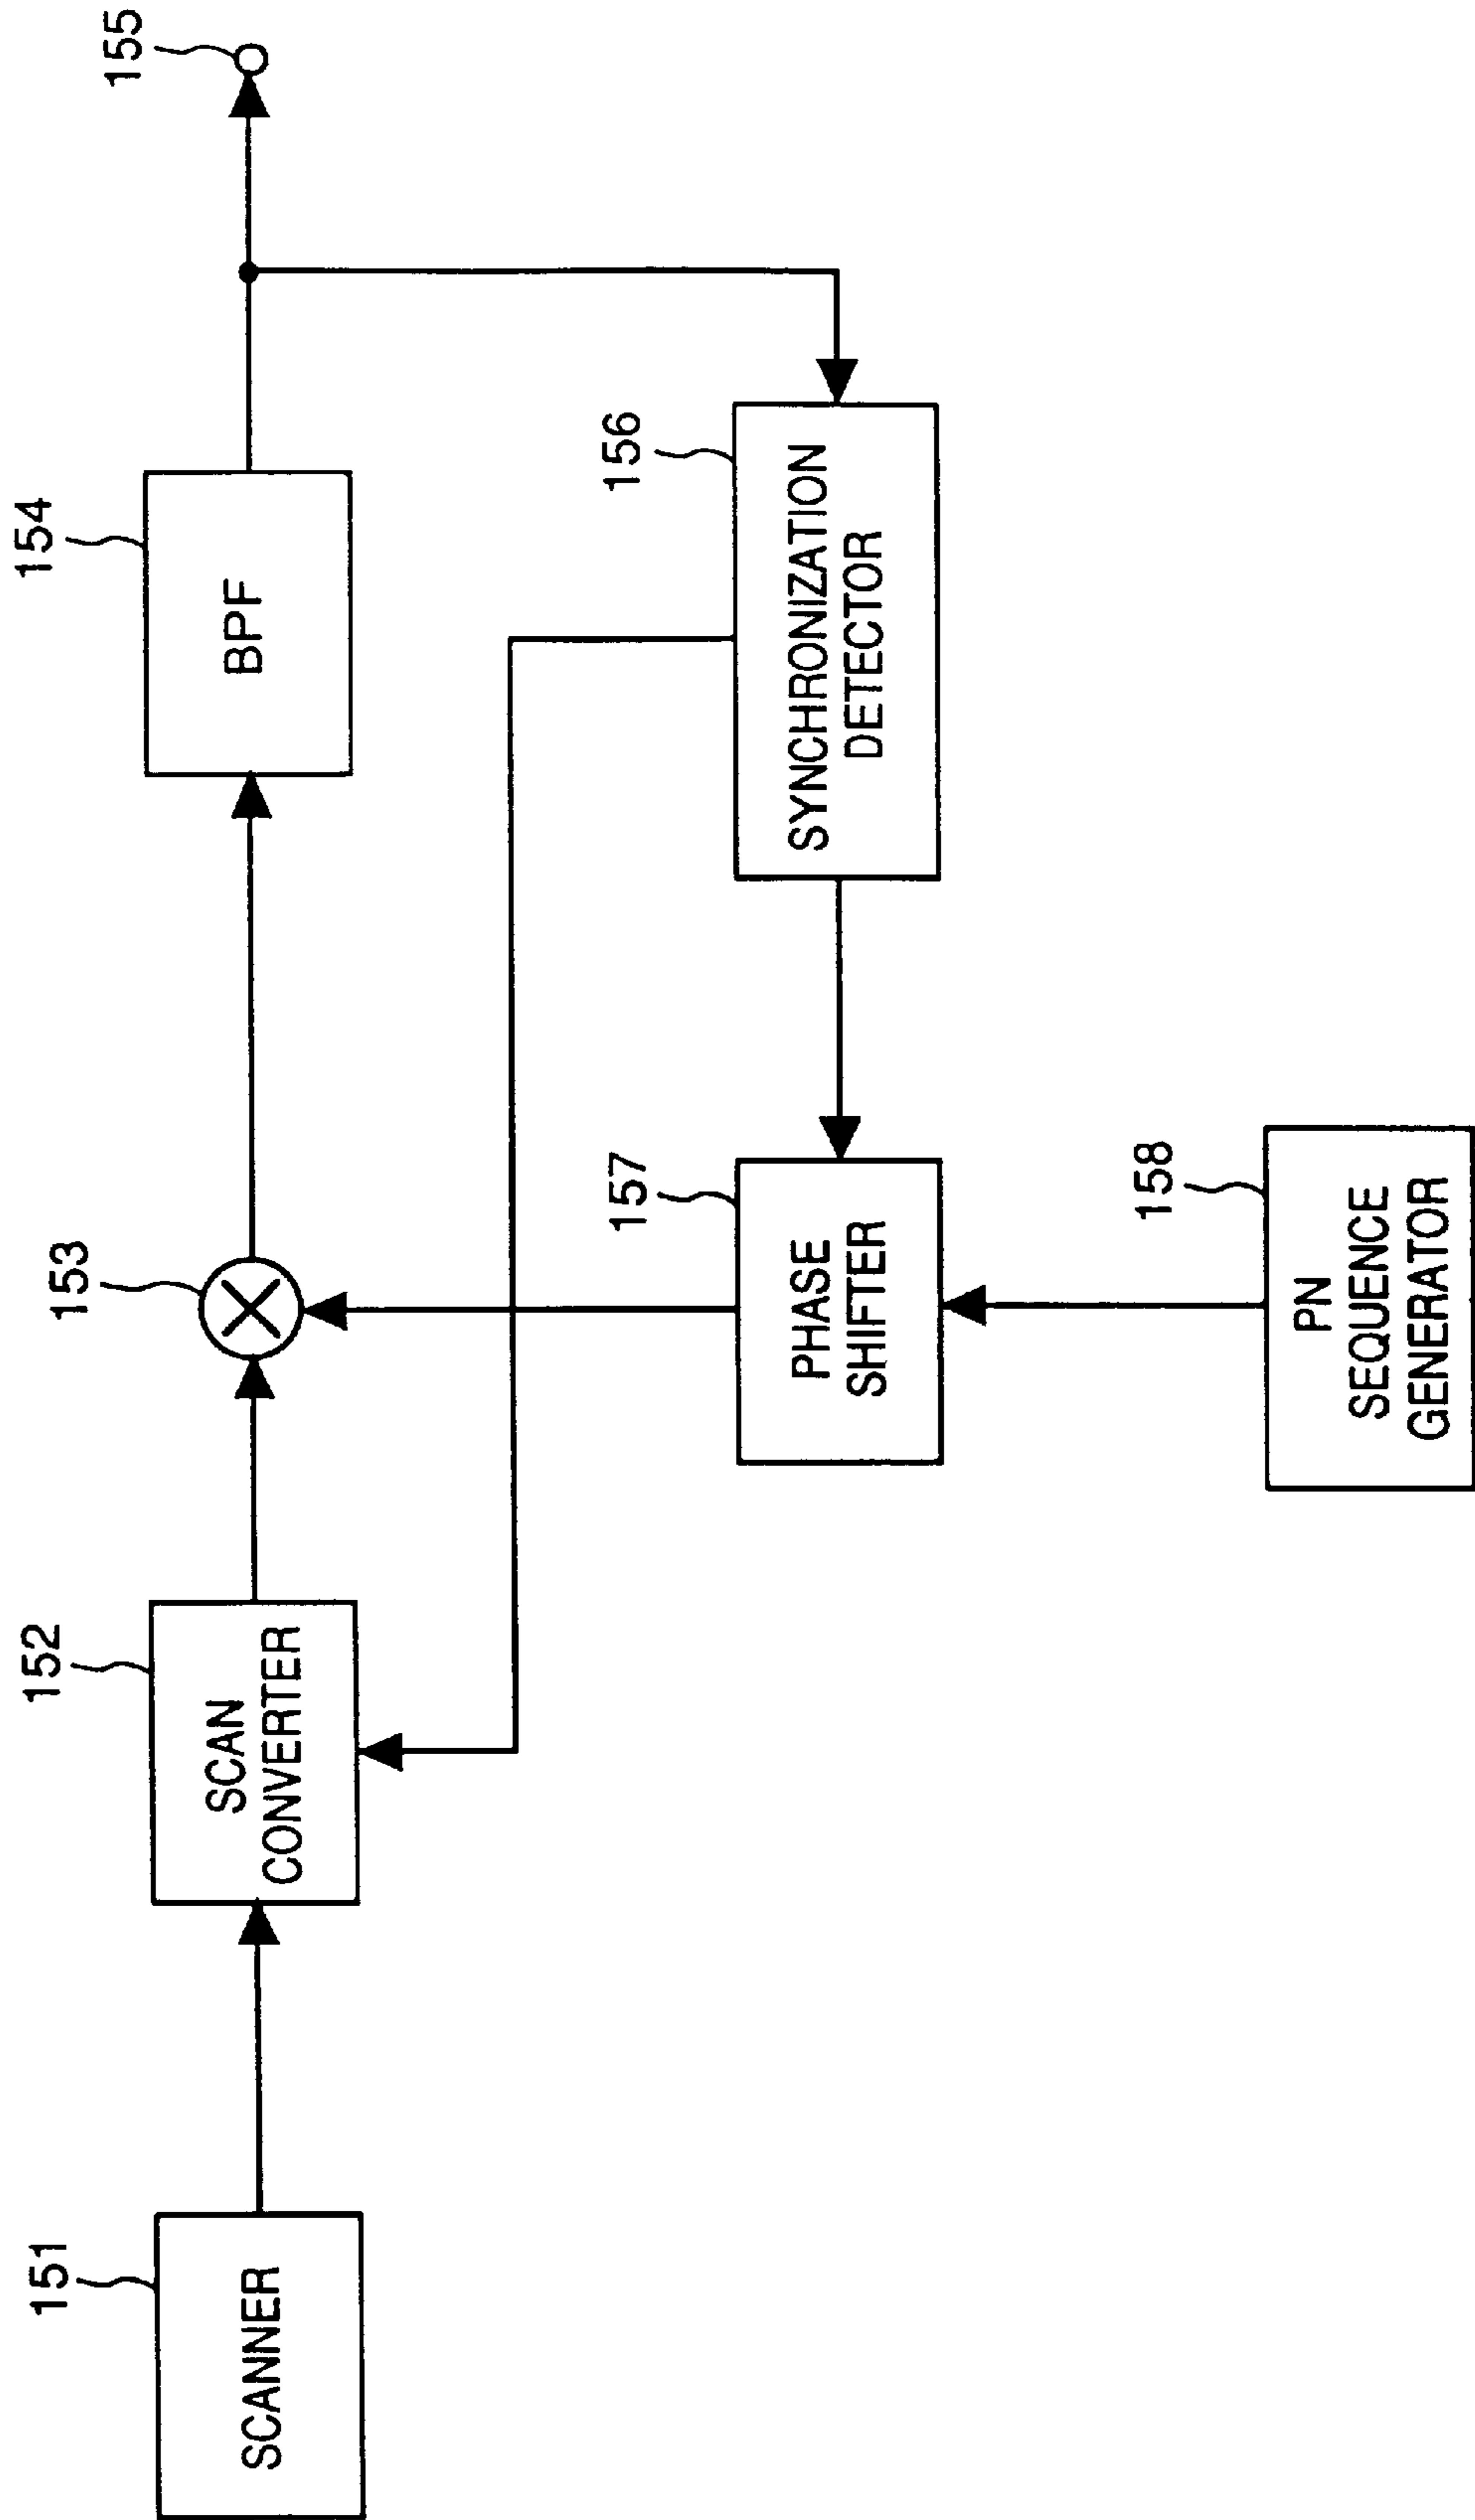 151
SCANNER
152
SCAN
CONVERTER
153
154
BPF
155
156
SYNCHRONIZATION
DETECTOR
157
PHASE
SHIFTER
158
PN
SEQUENCE
GENERATOR